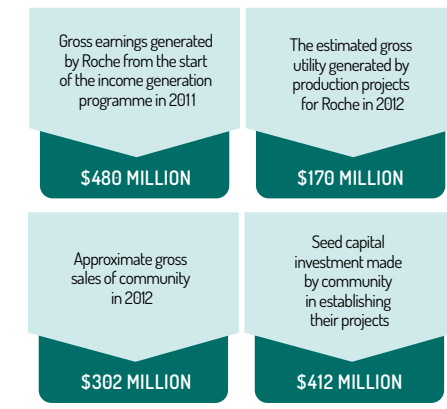 Gross earnings generated
by Roche from the start
of the income generation
programme in 2011
$480 MILLION
The estimated gross
utility generated by
production projects
for Roche in 2012
$170 MILLION
Approximate gross
sales of community
in 2012
$302 MILLION
Seed capital
investment made
by community
in establishing
their projects
$412 MILLION